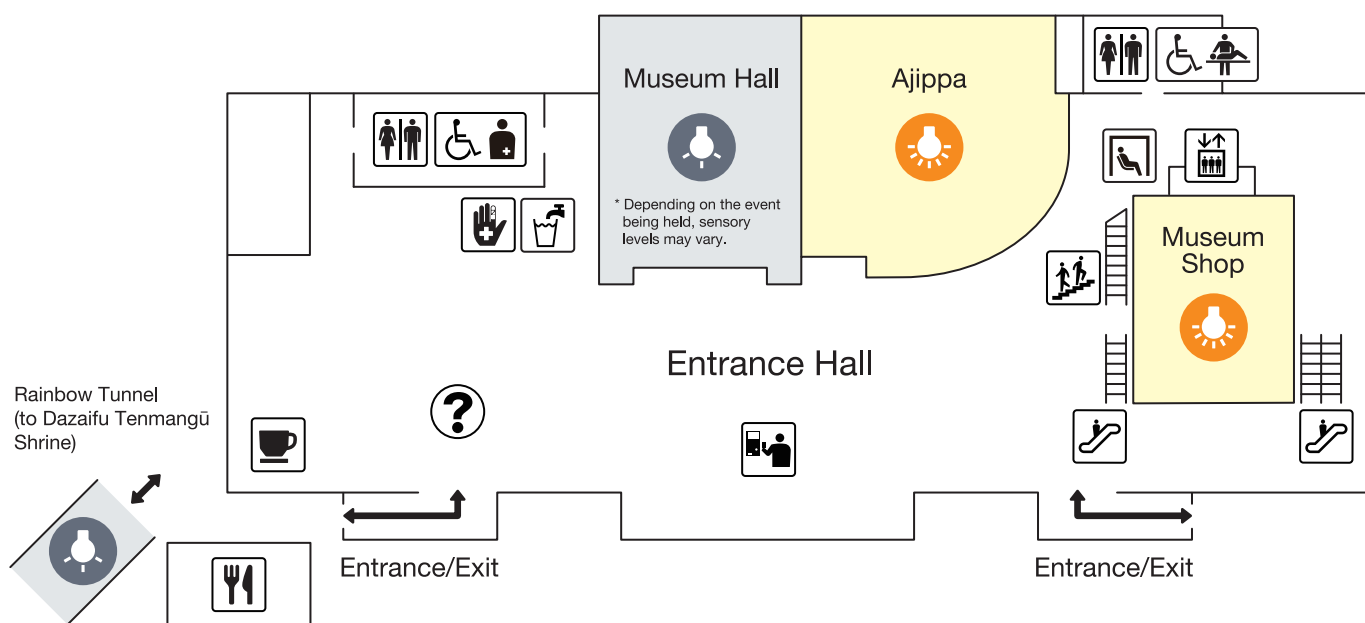 Museum Hall
* Depending on the event
being held, sensory
levels may vary.
Ajippa
Museum
Shop
Entrance Hall
Rainbow Tunnel
(to Dazaifu Tenmangū
Shrine)
?
Entrance/Exit
Entrance/Exit